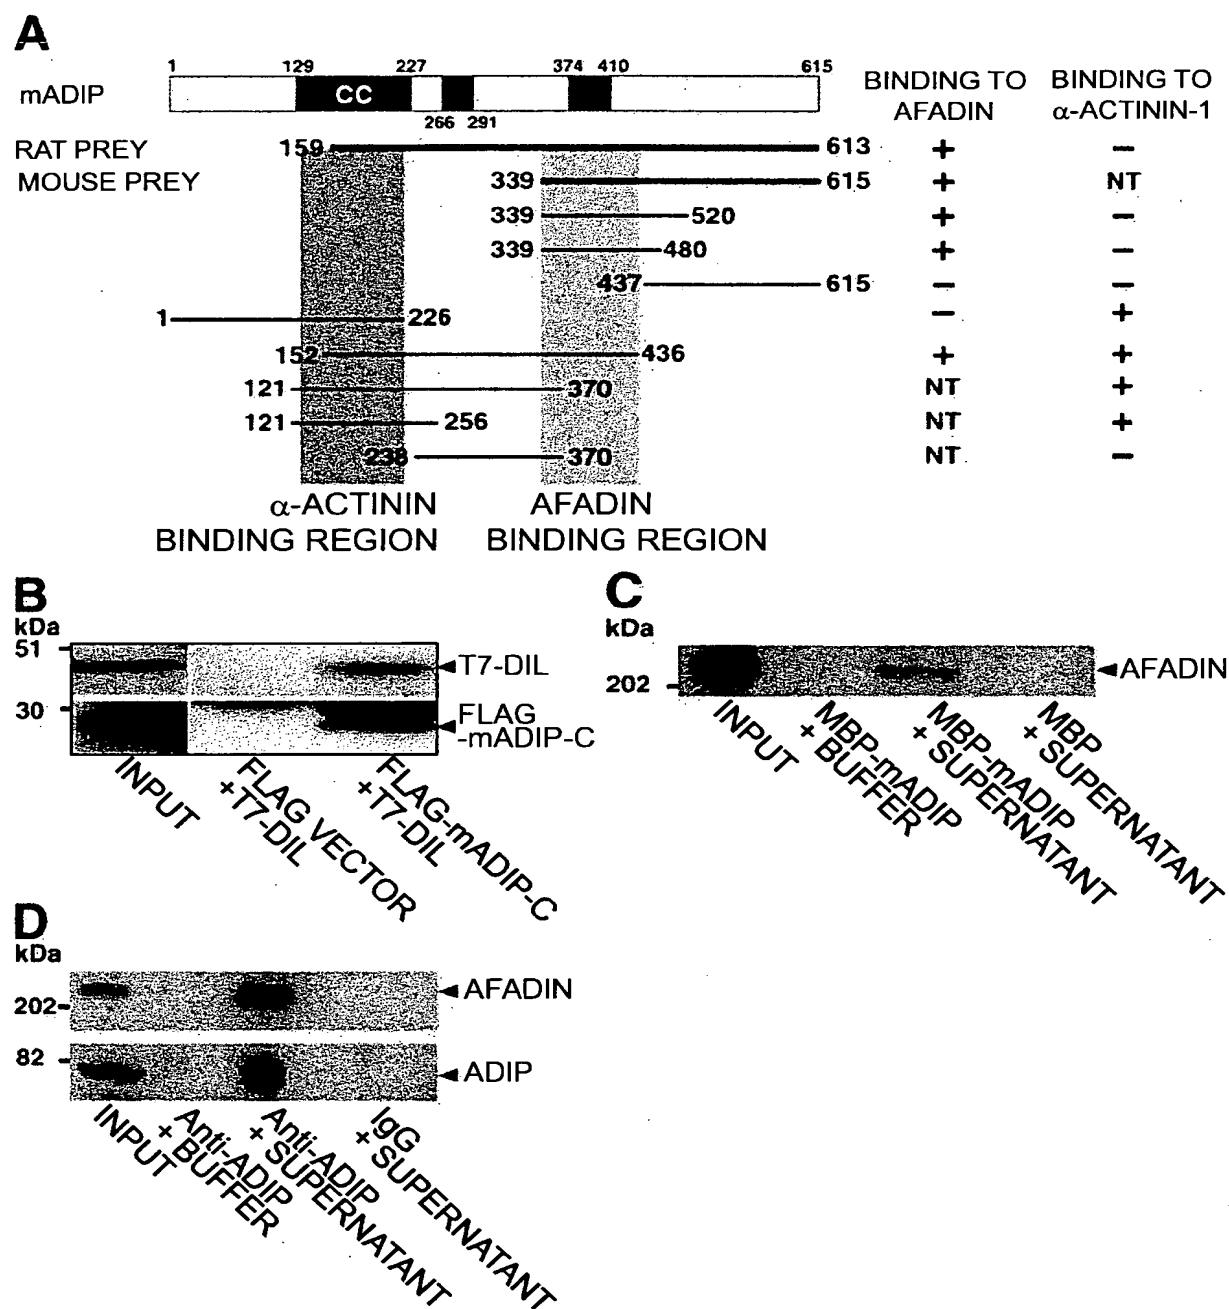 A
1 129 227 374 410 615
mADIP
CC
266 291
BINDING TO
AFADIN
BINDING TO
α-ACTININ-1
RAT PREY 159 613 + −
MOUSE PREY 339 615 + NT
339 520 + −
339 480 + −
437 615 − −
1 226 − +
152 436 + +
121 370 NT +
121 256 NT +
238 370 NT −
α-ACTININ
BINDING REGION
AFADIN
BINDING REGION
B
kDa
51
T7-DIL
30
FLAG
-mADIP-C
INPUT
FLAG VECTOR
+T7-DIL
FLAG-mADIP-C
+T7-DIL
C
kDa
202
AFADIN
INPUT
MBP-mADIP
+ BUFFER
MBP-mADIP
+ SUPERNATANT
MBP
+ SUPERNATANT
D
kDa
202
AFADIN
82
ADIP
INPUT
Anti-ADIP
+ BUFFER
Anti-ADIP
+ SUPERNATANT
IgG
+ SUPERNATANT